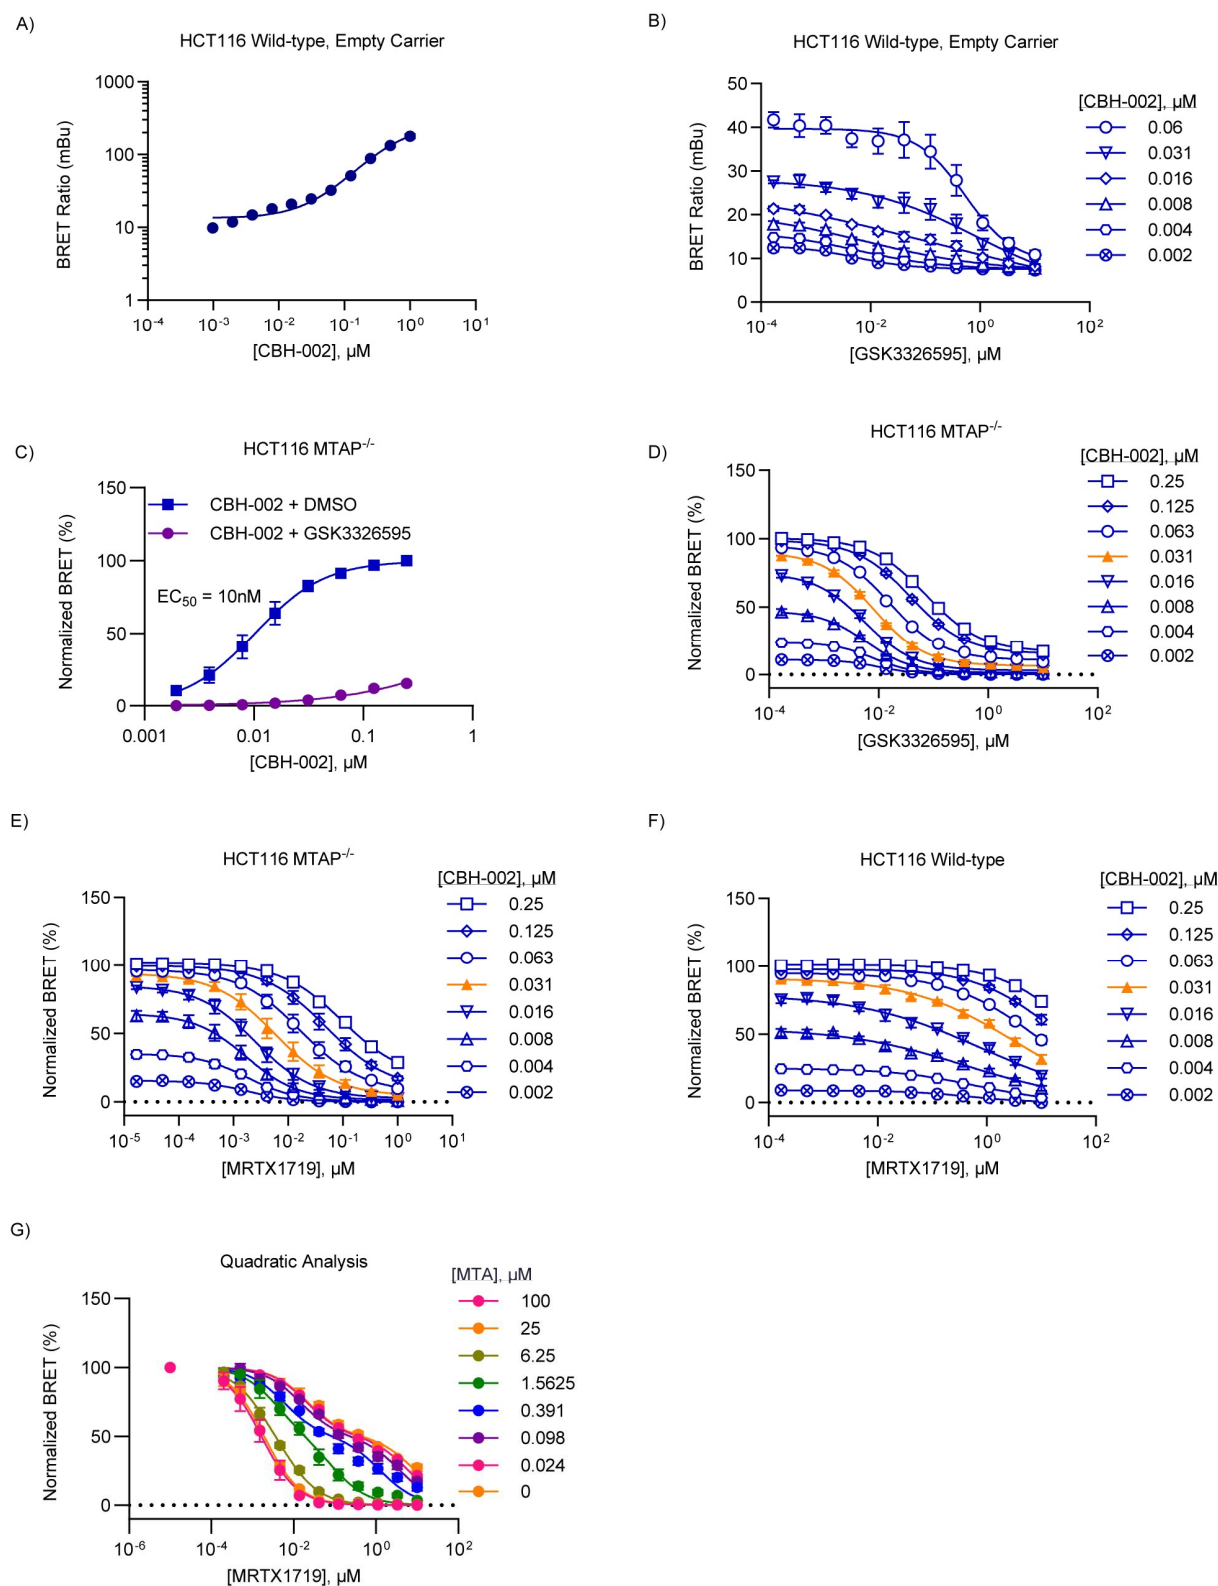 A)
HCT116 Wild-type, Empty Carrier
BRET Ratio (mBu)
1000
100
10
1
10-4
10-3
10-2
10-1
100
101
[CBH-002], µM
B)
HCT116 Wild-type, Empty Carrier
BRET Ratio (mBu)
50
40
30
20
10
0
10-4
10-2
100
102
[GSK3326595], µM
[CBH-002], µM
0.06
0.031
0.016
0.008
0.004
0.002
C)
HCT116 MTAP-/-
Normalized BRET (%)
150
100
50
0
CBH-002 + DMSO
CBH-002 + GSK3326595
EC50 = 10nM
0.001
0.01
0.1
1
[CBH-002], µM
D)
HCT116 MTAP-/-
Normalized BRET (%)
150
100
50
0
10-4
10-2
100
102
[GSK3326595], µM
[CBH-002], µM
0.25
0.125
0.063
0.031
0.016
0.008
0.004
0.002
E)
HCT116 MTAP-/-
Normalized BRET (%)
150
100
50
0
10-5
10-4
10-3
10-2
10-1
100
101
[MRTX1719], µM
[CBH-002], µM
0.25
0.125
0.063
0.031
0.016
0.008
0.004
0.002
F)
HCT116 Wild-type
Normalized BRET (%)
150
100
50
0
10-4
10-2
100
102
[MRTX1719], µM
[CBH-002], µM
0.25
0.125
0.063
0.031
0.016
0.008
0.004
0.002
G)
Quadratic Analysis
Normalized BRET (%)
150
100
50
0
10-6
10-4
10-2
100
102
[MRTX1719], µM
[MTA], µM
100
25
6.25
1.5625
0.391
0.098
0.024
0